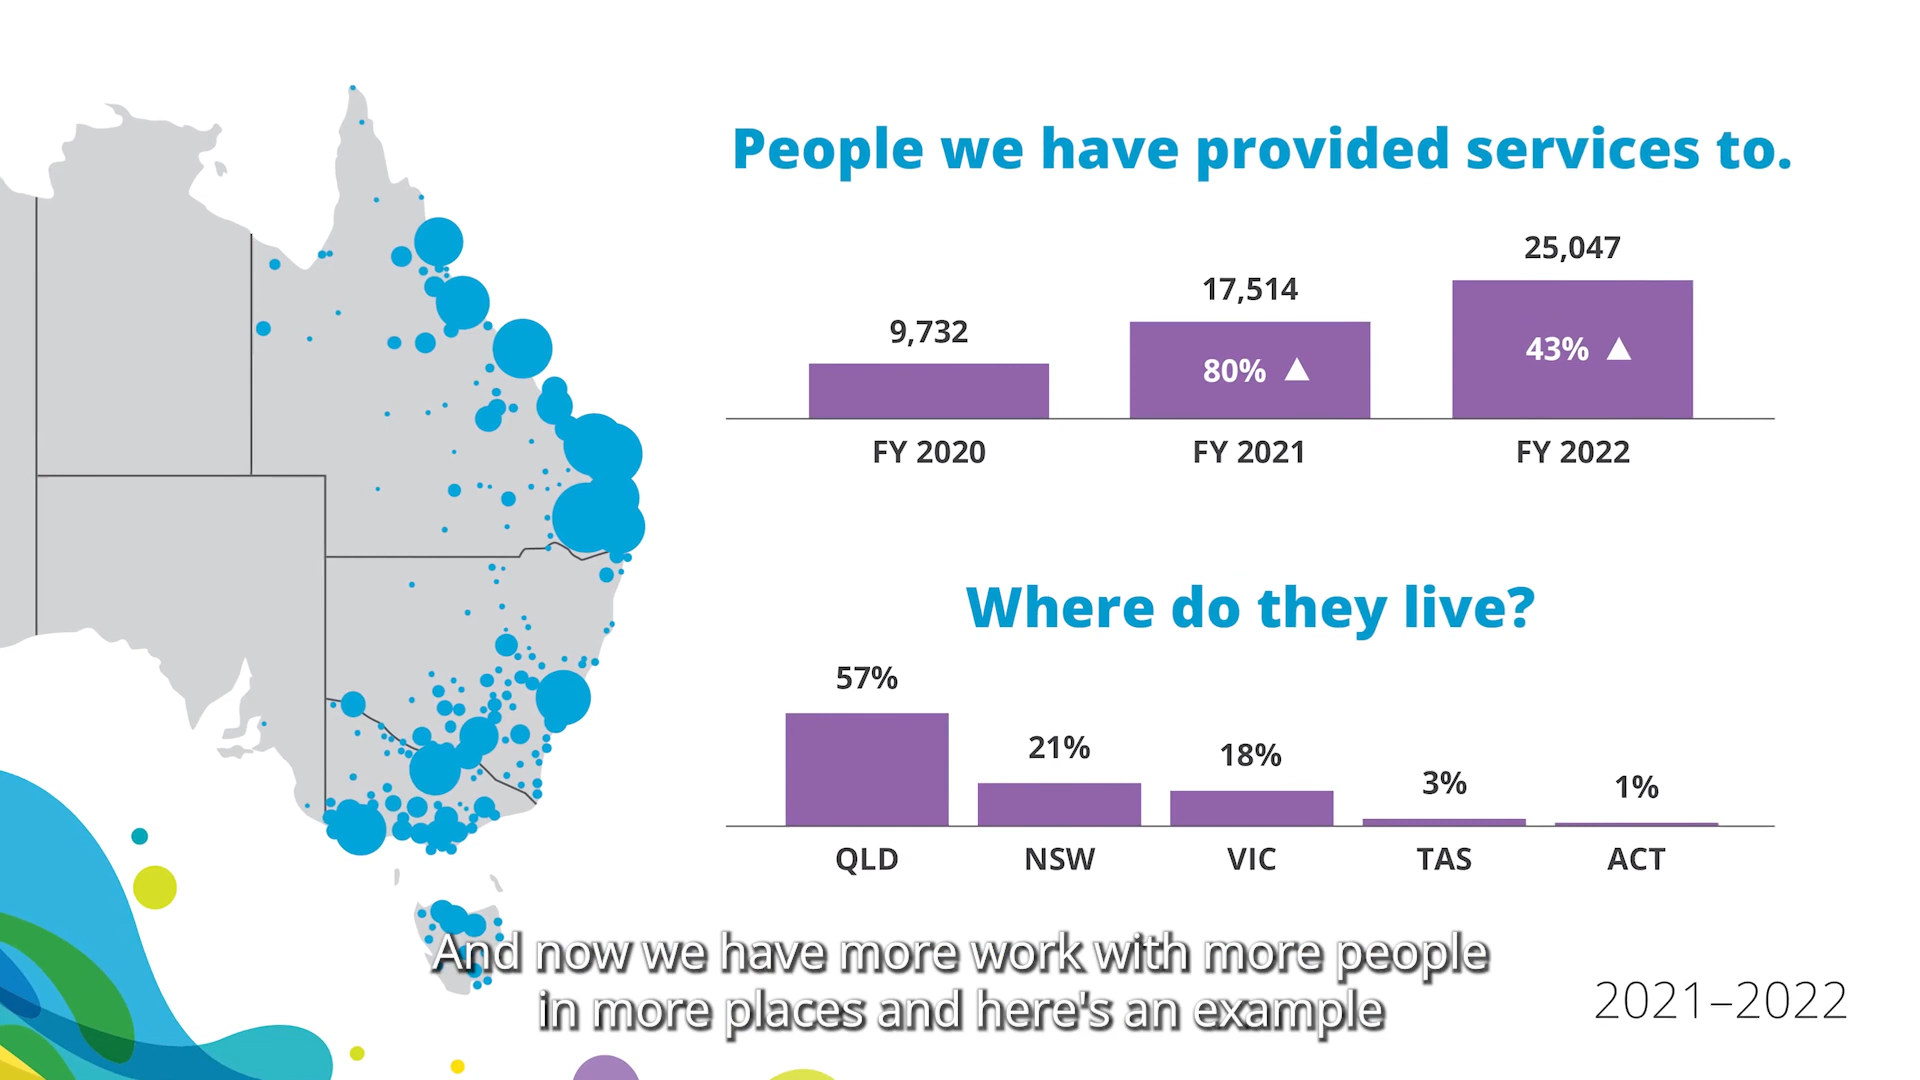 People we have provided services to.
25,047
17,514
9,732
43%
80%
FY 2020
FY 2021
FY 2022
Where do they live?
57%
21%
18%
3%
1%
QLD
NSW
VIC
TAS
ACT
And now we have more work with more people
in more places and here's an example
2021–2022